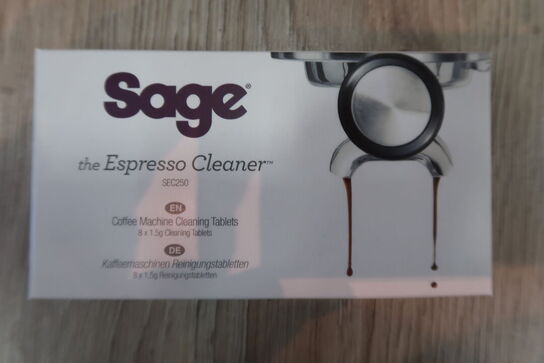 Sage®
the Espresso Cleaner™
SEC250
EN
Coffee Machine Cleaning Tablets
8 x 1.5g Cleaning Tablets
DE
Kaffeemaschinen Reinigungstabletten
8 x 1,5g Reinigungstabletten